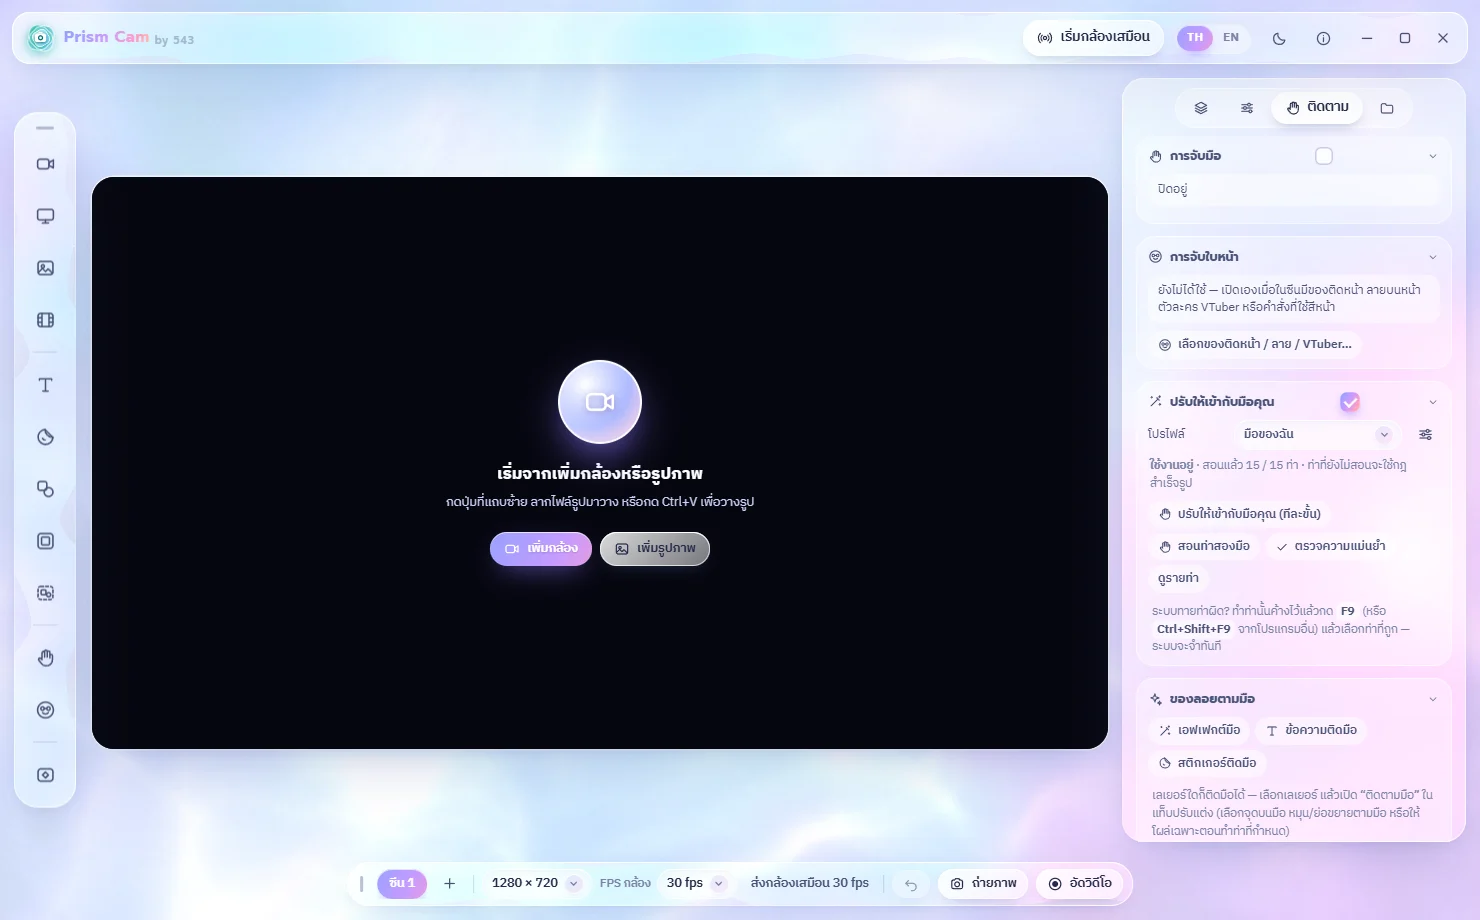 Prism Cam by 543
เริ่มกล้องเสมือน
TH EN
ติดตาม
การจับมือ
ปิดอยู่
การจับใบหน้า
ยังไม่ได้ใช้ — เปิดเองเมื่อในซีนมีของติดหน้า ลายบนหน้า
ตัวละคร VTuber หรือคำสั่งที่ใช้สีหน้า
เลือกของติดหน้า / ลาย / VTuber...
ปรับให้เข้ากับมือคุณ
โปรไฟล์ มือของฉัน
ใช้งานอยู่ · สอนแล้ว 15 / 15 ท่า · ท่าที่ยังไม่สอนจะใช้กฎ
สำเร็จรูป
ปรับให้เข้ากับมือคุณ (ทีละขั้น)
สอนท่าสองมือ ตรวจความแม่นยำ
ดูรายท่า
ระบบทายท่าผิด? ทำท่านั้นค้างไว้แล้วกด F9 (หรือ
Ctrl+Shift+F9 จากโปรแกรมอื่น) แล้วเลือกท่าที่ถูก —
ระบบจะจำทันที
ของลอยตามมือ
เอฟเฟกต์มือ ข้อความติดมือ
สติกเกอร์ติดมือ
เลเยอร์ใดก็ติดมือได้ — เลือกเลเยอร์ แล้วเปิด “ติดตามมือ” ใน
แท็บปรับแต่ง (เลือกจุดบนมือ หมุน/ย่อขยายตามมือ หรือให้
โผล่เฉพาะตอนทำท่าที่กำหนด)
เริ่มจากเพิ่มกล้องหรือรูปภาพ
กดปุ่มที่แถบซ้าย ลากไฟล์รูปมาวาง หรือกด Ctrl+V เพื่อวางรูป
เพิ่มกล้อง เพิ่มรูปภาพ
ซีน 1 1280 × 720 FPS กล้อง 30 fps ส่งกล้องเสมือน 30 fps ถ่ายภาพ อัดวิดีโอ